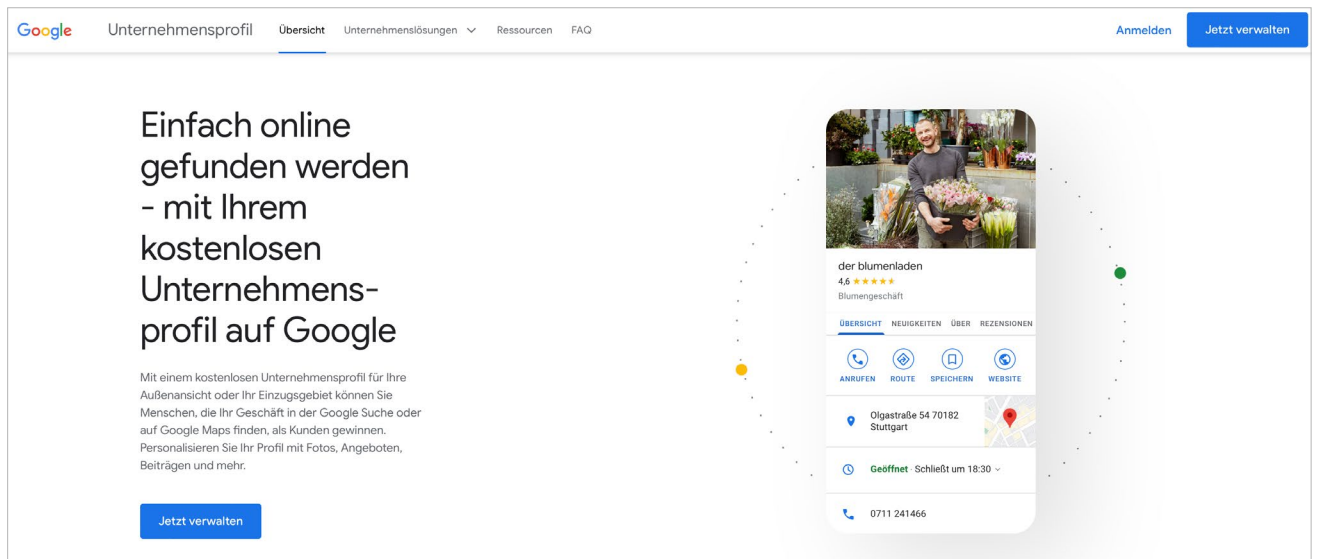 Google Unternehmensprofil Übersicht Unternehmenslösungen Ressourcen FAQ Anmelden Jetzt verwalten
Einfach online
gefunden werden
- mit Ihrem
kostenlosen
Unternehmens-
profil auf Google
Mit einem kostenlosen Unternehmensprofil für Ihre
Außenansicht oder Ihr Einzugsgebiet können Sie
Menschen, die Ihr Geschäft in der Google Suche oder
auf Google Maps finden, als Kunden gewinnen.
Personalisieren Sie Ihr Profil mit Fotos, Angeboten,
Beiträgen und mehr.
Jetzt verwalten
der blumenladen
4,6 ★★★★★
Blumengeschäft
ÜBERSICHT NEUIGKEITEN ÜBER REZENSIONEN
ANRUFEN ROUTE SPEICHERN WEBSITE
Olgastraße 54 70182
Stuttgart
Geöffnet · Schließt um 18:30
0711 241466